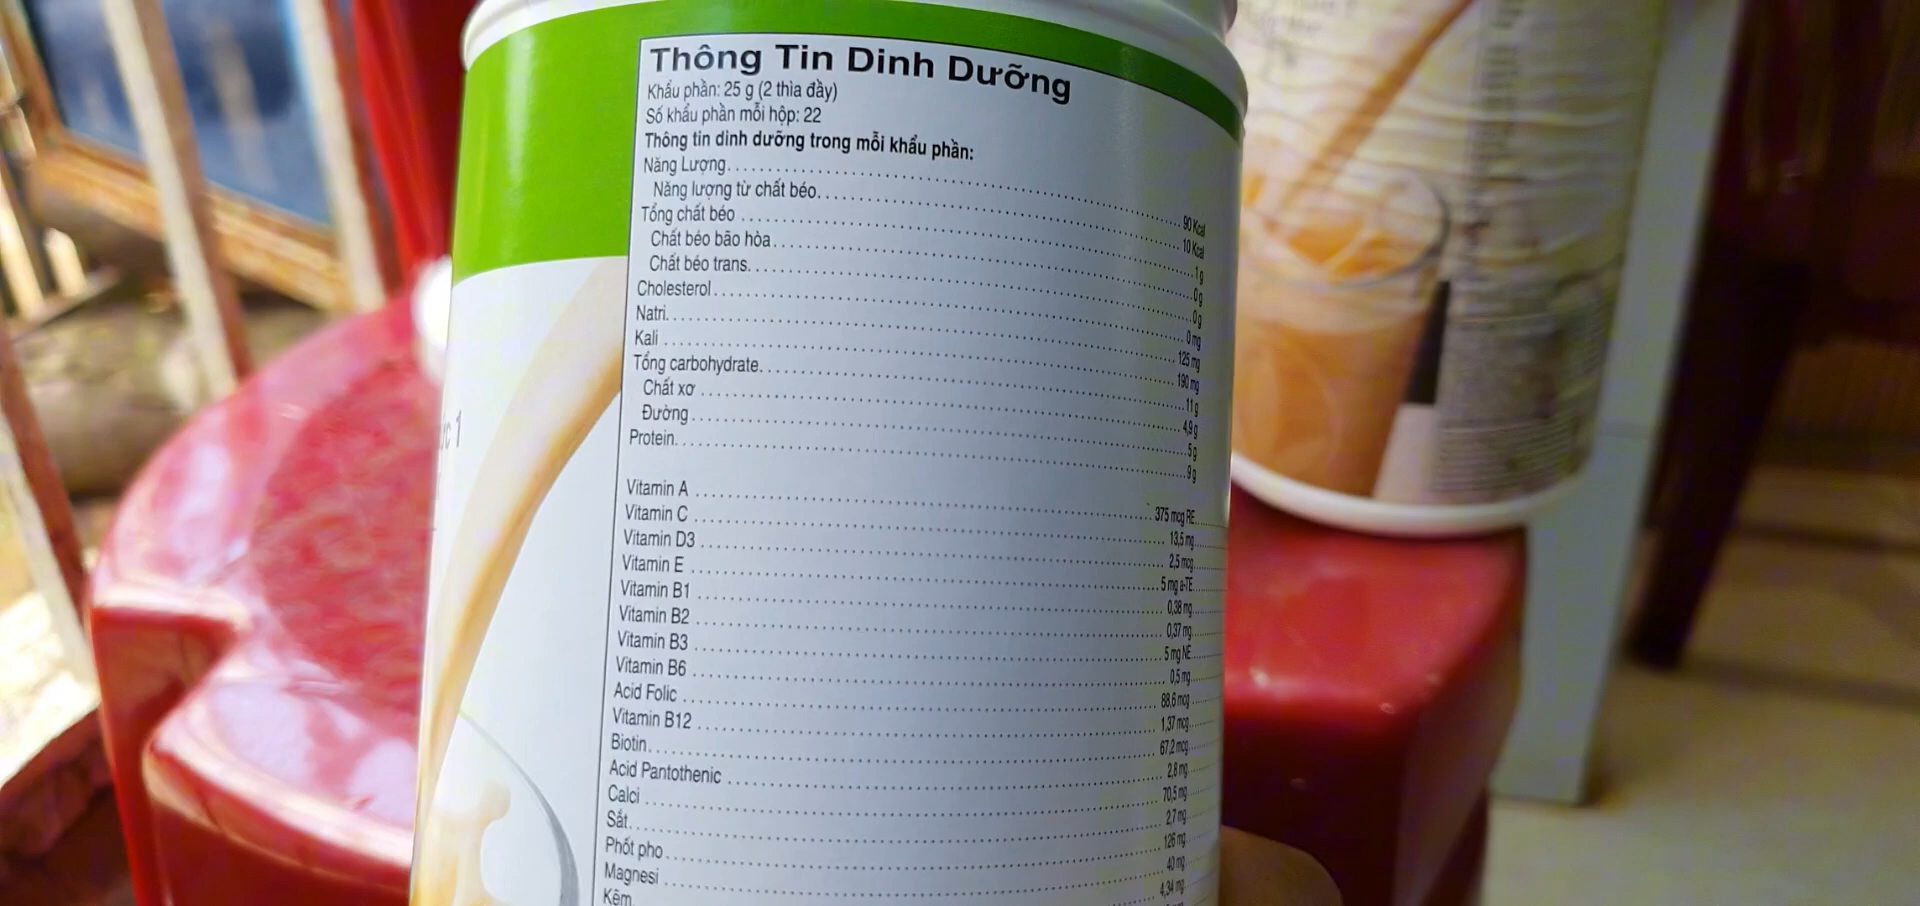 Thông Tin Dinh Dưỡng
Khẩu phần: 25 g (2 thìa đầy)
Số khẩu phần mỗi hộp: 22
Thông tin dinh dưỡng trong mỗi khẩu phần:
Năng Lượng 90 Kcal
Năng lượng từ chất béo 10 Kcal
Tổng chất béo 1 g
Chất béo bão hòa 0 g
Chất béo trans 0 g
Cholesterol 0 mg
Natri 125 mg
Kali 190 mg
Tổng carbohydrate 11 g
Chất xơ 4,9 g
Đường 5 g
Protein 9 g
Vitamin A 375 mcg RE
Vitamin C 13,5 mg
Vitamin D3 2,5 mcg
Vitamin E 5 mg a-TE
Vitamin B1 0,38 mg
Vitamin B2 0,37 mg
Vitamin B3 5 mg NE
Vitamin B6 0,5 mg
Acid Folic 88,6 mcg
Vitamin B12 1,37 mcg
Biotin 67,2 mcg
Acid Pantothenic 2,8 mg
Calci 70,5 mg
Sắt 2,7 mg
Phốt pho 126 mg
Magnesi 40 mg
Kẽm 4,34 mg
1